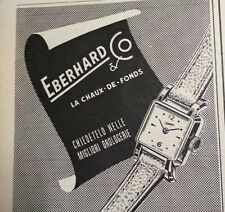 EBERHARD & CO
LA CHAUX-DE-FONDS
CHIEDETELO NELLE
MIGLIORI OROLOGERIE